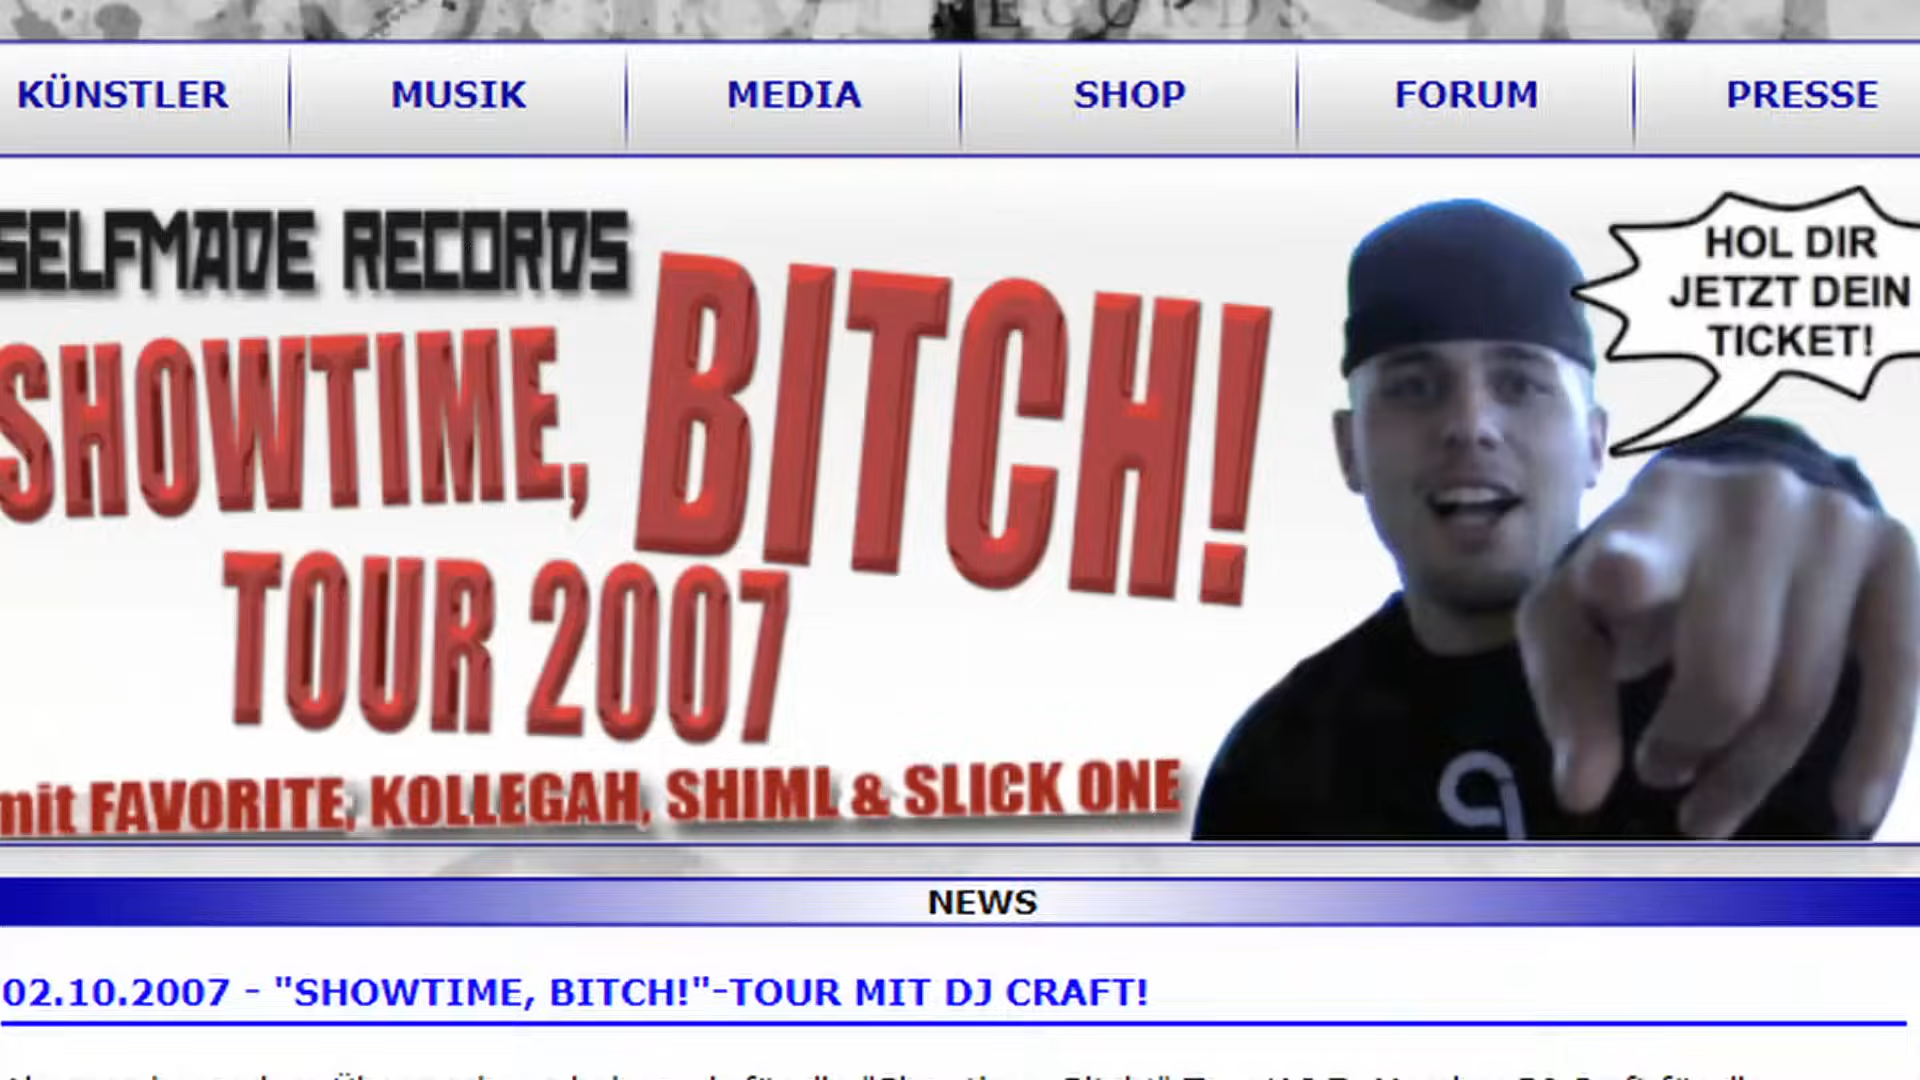 RECORDS
KÜNSTLER MUSIK MEDIA SHOP FORUM PRESSE
SELFMADE RECORDS
SHOWTIME, BITCH!
TOUR 2007
mit FAVORITE, KOLLEGAH, SHIML & SLICK ONE
HOL DIR
JETZT DEIN
TICKET!
NEWS
02.10.2007 - "SHOWTIME, BITCH!"-TOUR MIT DJ CRAFT!